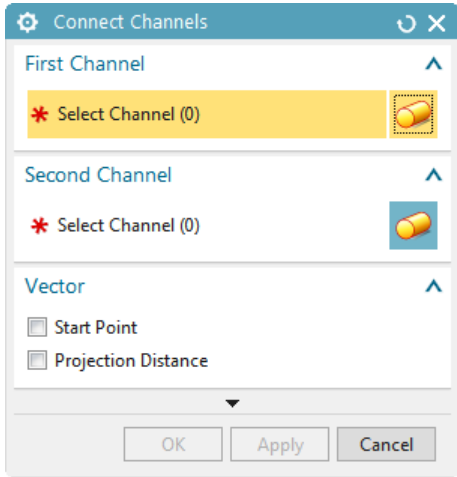 Connect Channels
First Channel
* Select Channel (0)
Second Channel
* Select Channel (0)
Vector
Start Point
Projection Distance
OK Apply Cancel